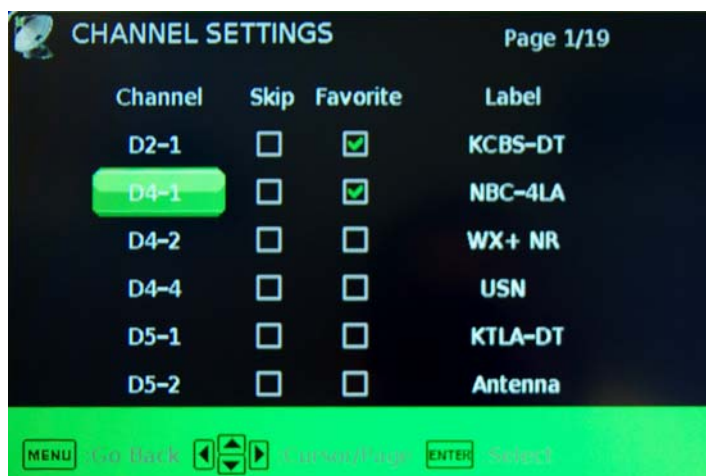 CHANNEL SETTINGS Page 1/19
Channel Skip Favorite Label
D2-1 KCBS-DT
D4-1 NBC-4LA
D4-2 WX+ NR
D4-4 USN
D5-1 KTLA-DT
D5-2 Antenna
MENU :Go Back :Cursor/Page ENTER :Select